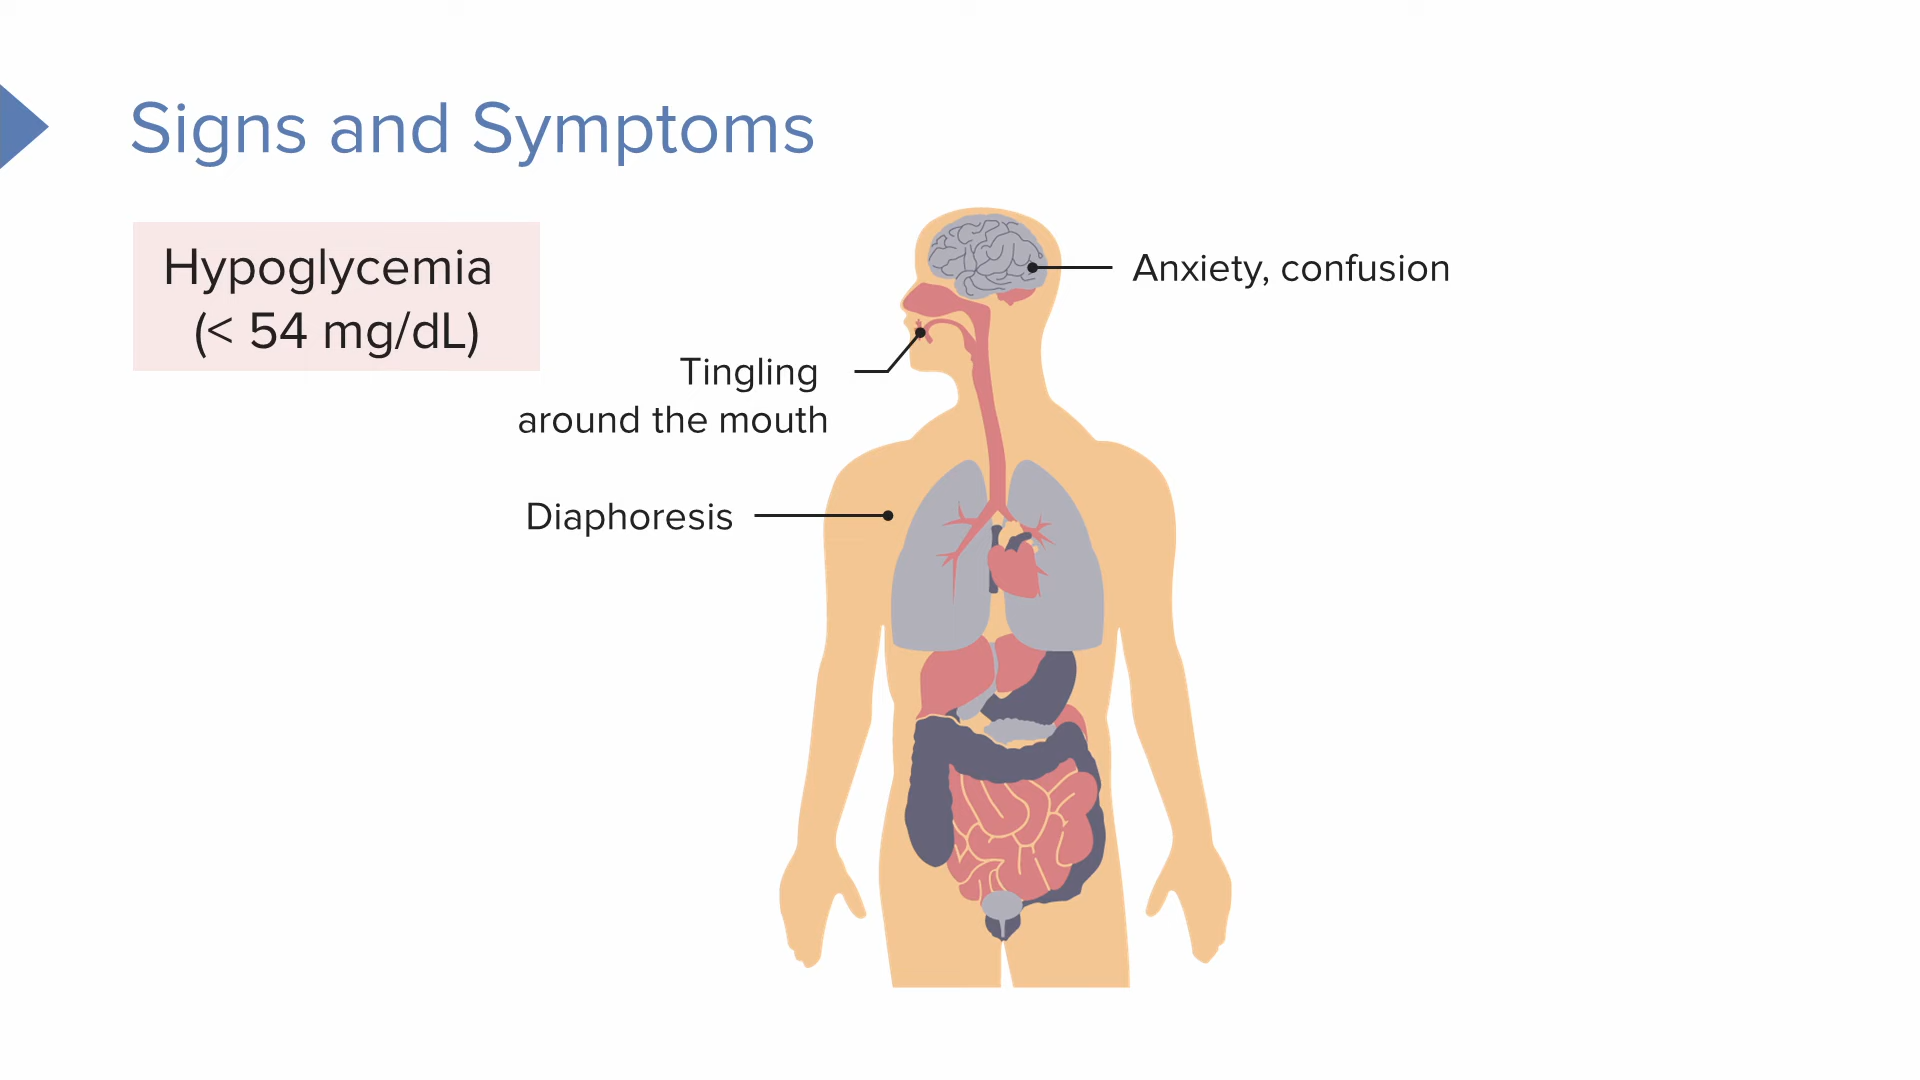 Signs and Symptoms
Hypoglycemia
(< 54 mg/dL)
Anxiety, confusion
Tingling
around the mouth
Diaphoresis